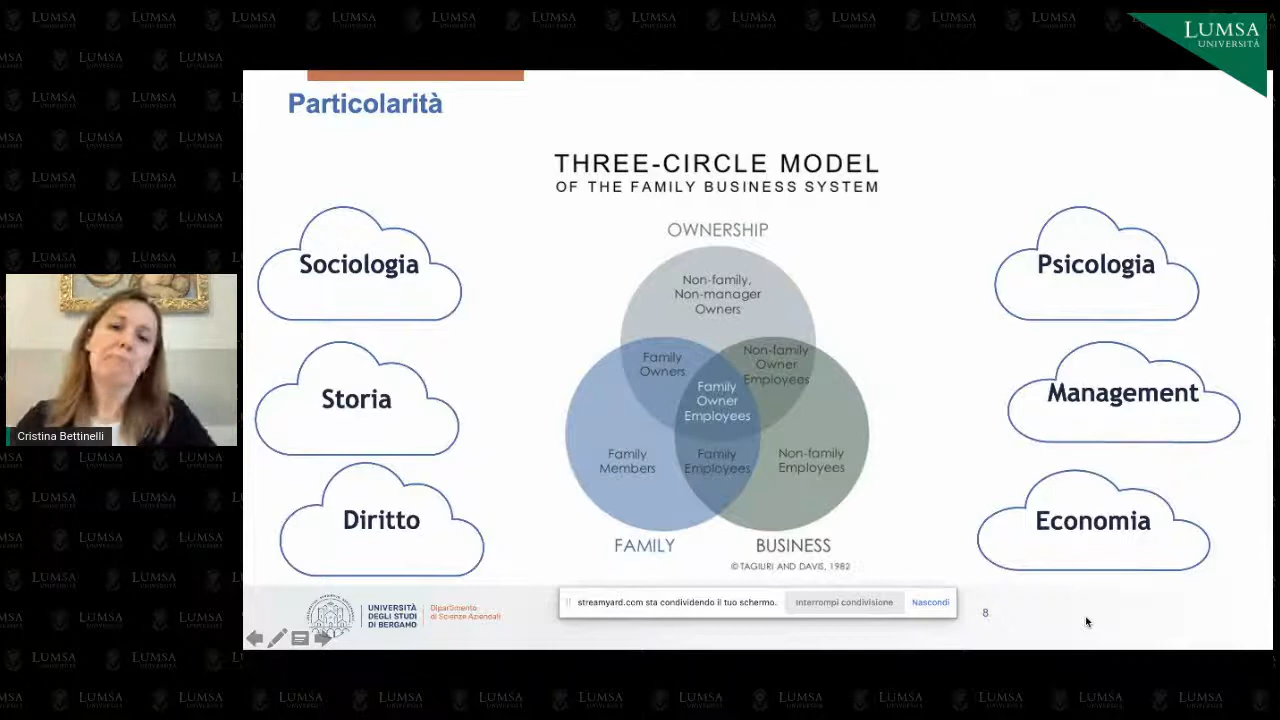 LUMSA
UNIVERSITÀ
Particolarità
THREE-CIRCLE MODEL
OF THE FAMILY BUSINESS SYSTEM
OWNERSHIP
Non-family,
Non-manager
Owners
Family
Owners
Non-family
Owner
Employees
Family
Owner
Employees
Family
Members
Family
Employees
Non-family
Employees
FAMILY
BUSINESS
© TAGIURI AND DAVIS, 1982
Sociologia
Storia
Diritto
Psicologia
Management
Economia
Cristina Bettinelli
UNIVERSITÀ
DEGLI STUDI
DI BERGAMO
Dipartimento
di Scienze Aziendali
streamyard.com sta condividendo il tuo schermo.
Interrompi condivisione
Nascondi
8